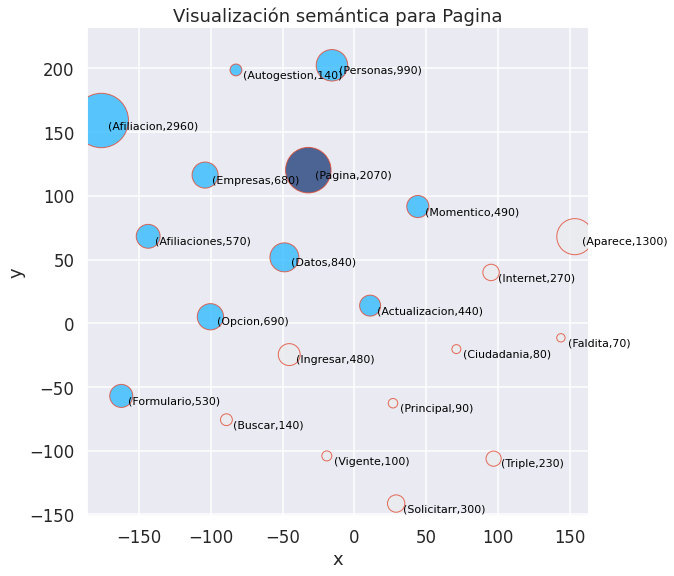 Visualización semántica para Pagina
200
150
100
50
0
−50
−100
−150
y
(Autogestion,140)
(Personas,990)
(Afiliacion,2960)
(Empresas,680)
(Pagina,2070)
(Momentico,490)
(Afiliaciones,570)
(Aparece,1300)
(Datos,840)
(Internet,270)
(Actualizacion,440)
(Opcion,690)
(Faldita,70)
(Ciudadania,80)
(Ingresar,480)
(Formulario,530)
(Principal,90)
(Buscar,140)
(Vigente,100)
(Triple,230)
(Solicitarr,300)
−150 −100 −50 0 50 100 150
x